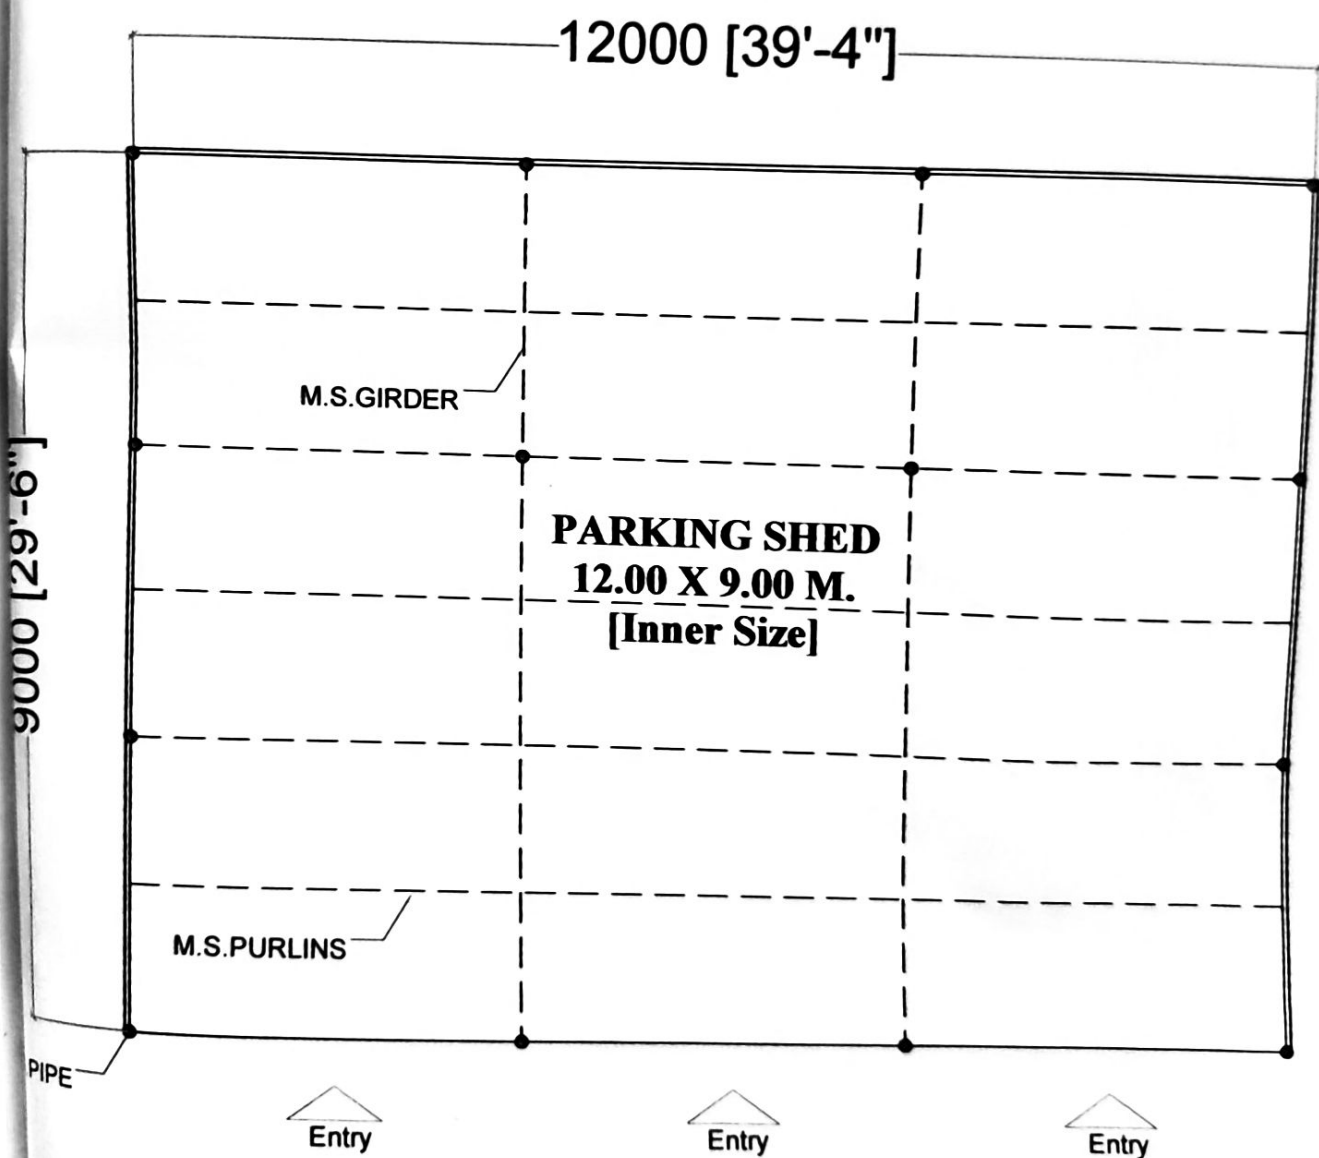 12000 [39'-4"]
9000 [29'-6"]
M.S.GIRDER
PARKING SHED
12.00 X 9.00 M.
[Inner Size]
M.S.PURLINS
PIPE
Entry
Entry
Entry